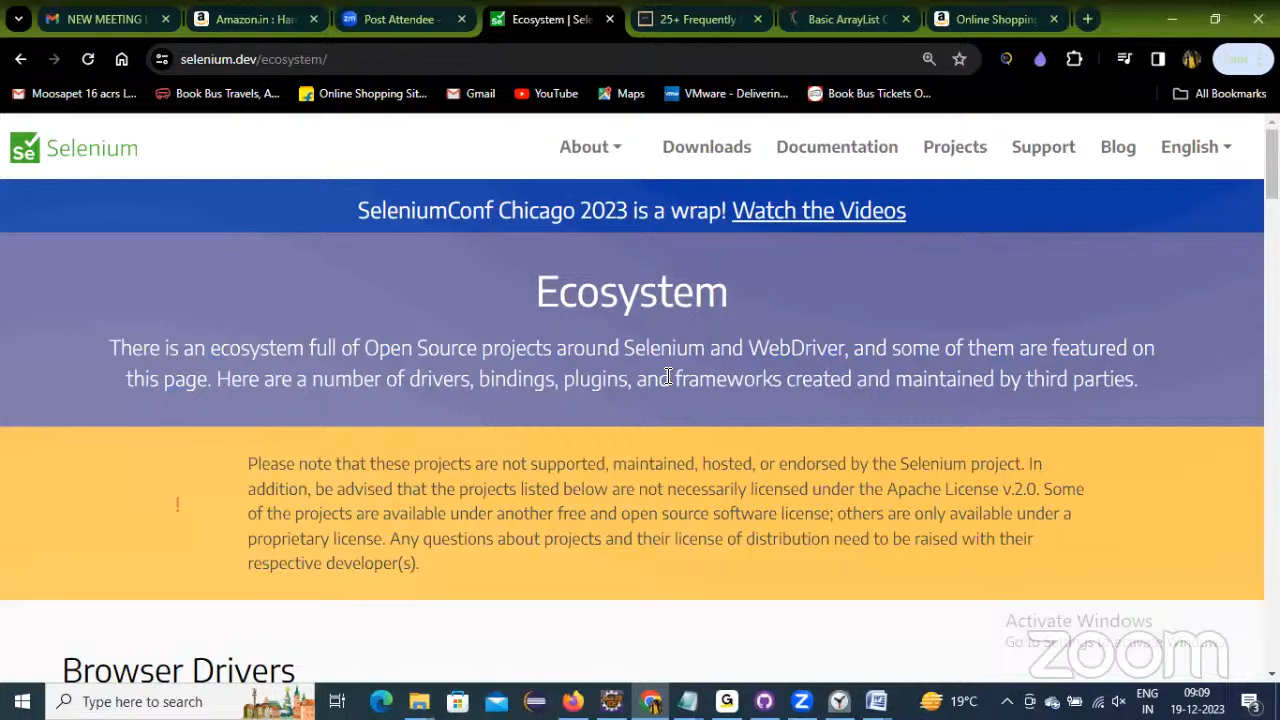 NEW MEETING
Amazon.in : Han
Post Attendee -
Ecosystem | Sele
25+ Frequently
Basic ArrayList C
Online Shopping
selenium.dev/ecosystem/
Moosapet 16 acrs L...
Book Bus Travels, A...
Online Shopping Sit...
Gmail
YouTube
Maps
VMware - Deliverin...
Book Bus Tickets O...
All Bookmarks
Se Selenium
About
Downloads
Documentation
Projects
Support
Blog
English
SeleniumConf Chicago 2023 is a wrap! Watch the Videos
Ecosystem
There is an ecosystem full of Open Source projects around Selenium and WebDriver, and some of them are featured on
this page. Here are a number of drivers, bindings, plugins, and frameworks created and maintained by third parties.
!
Please note that these projects are not supported, maintained, hosted, or endorsed by the Selenium project. In
addition, be advised that the projects listed below are not necessarily licensed under the Apache License v.2.0. Some
of the projects are available under another free and open source software license; others are only available under a
proprietary license. Any questions about projects and their license of distribution need to be raised with their
respective developer(s).
Browser Drivers
Activate Windows
Go to Settings to activate Windows.
zoom
Type here to search
19°C
ENG
IN
09:09
19-12-2023
3